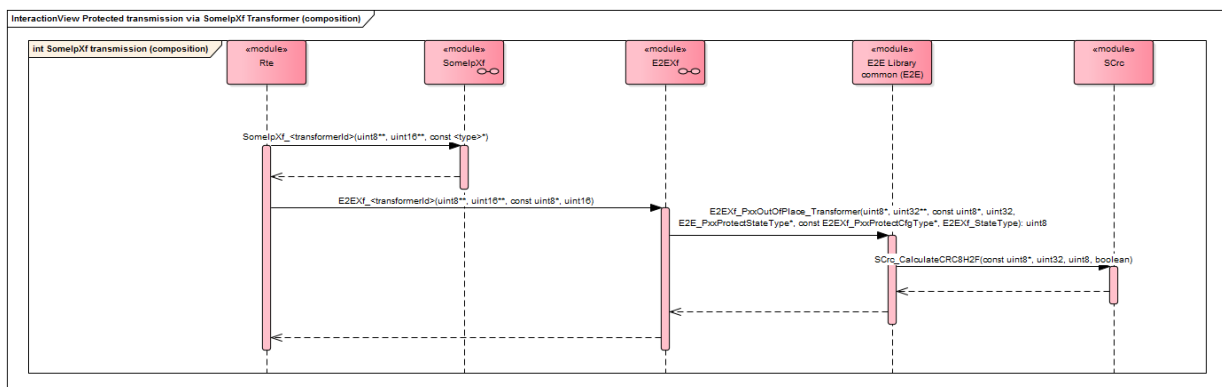 InteractionView Protected transmission via SomeIpXf Transformer (composition)
int SomeIpXf transmission (composition)
«module»
Rte
«module»
SomeIpXf
«module»
E2EXf
«module»
E2E Library
common (E2E)
«module»
SCrc
SomeIpXf_<transformerId>(uint8**, uint16**, const <type>*)
E2EXf_<transformerId>(uint8**, uint16**, const uint8*, uint16)
E2EXf_PxxOutOfPlace_Transformer(uint8*, uint32**, const uint8*, uint32,
E2E_PxxProtectStateType*, const E2EXf_PxxProtectCfgType*, E2EXf_StateType): uint8
SCrc_CalculateCRC8H2F(const uint8*, uint32, uint8, boolean)